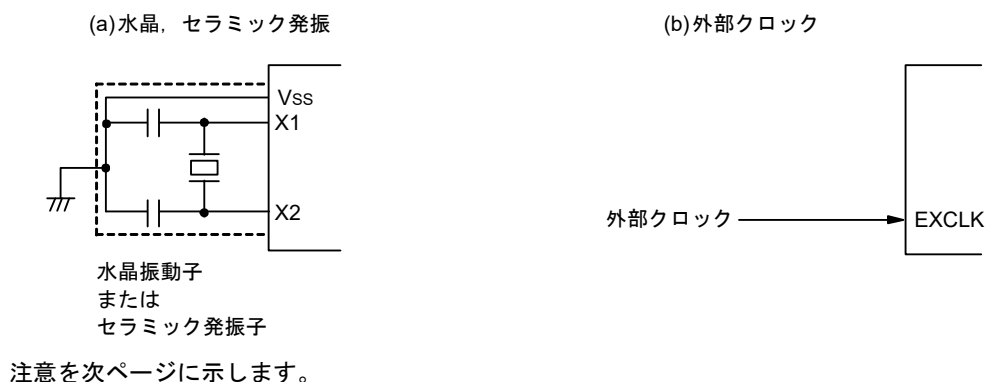 (a)水晶，セラミック発振
VSS
X1
X2
水晶振動子
または
セラミック発振子
(b)外部クロック
外部クロック
EXCLK
注意を次ページに示します。